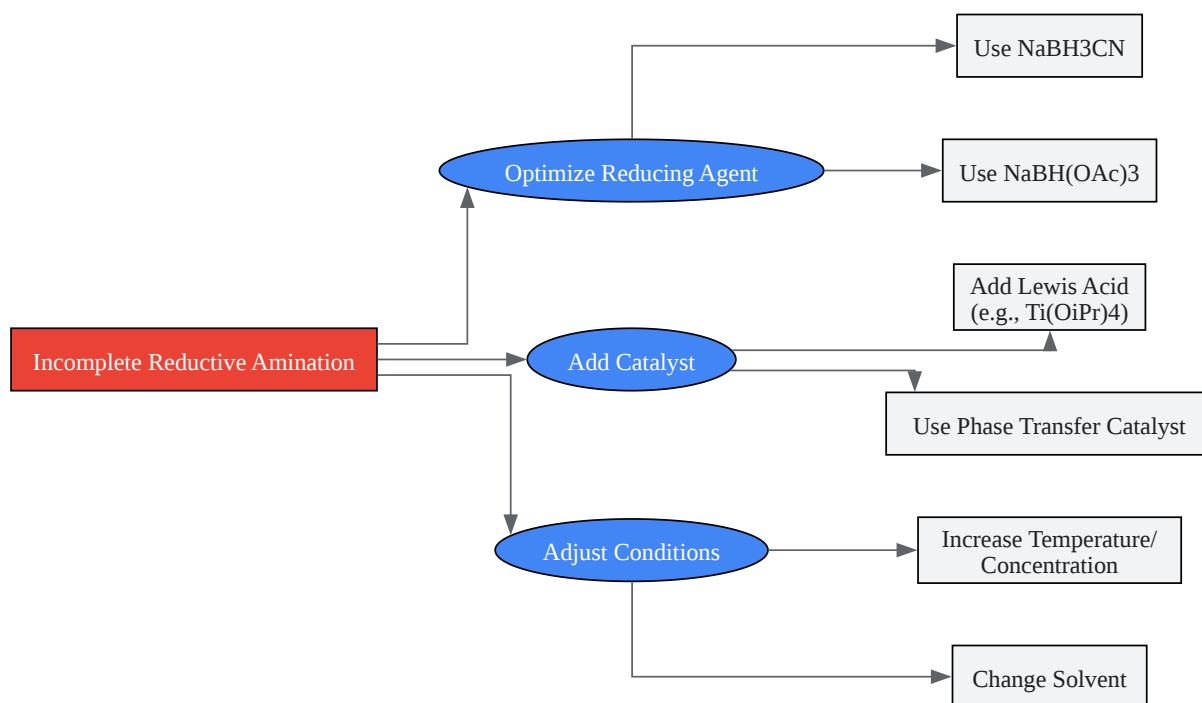 Use NaBH3CN
Optimize Reducing Agent
Use NaBH(OAc)3
Add Lewis Acid
(e.g., Ti(OiPr)4)
Incomplete Reductive Amination
Add Catalyst
Use Phase Transfer Catalyst
Adjust Conditions
Increase Temperature/
Concentration
Change Solvent